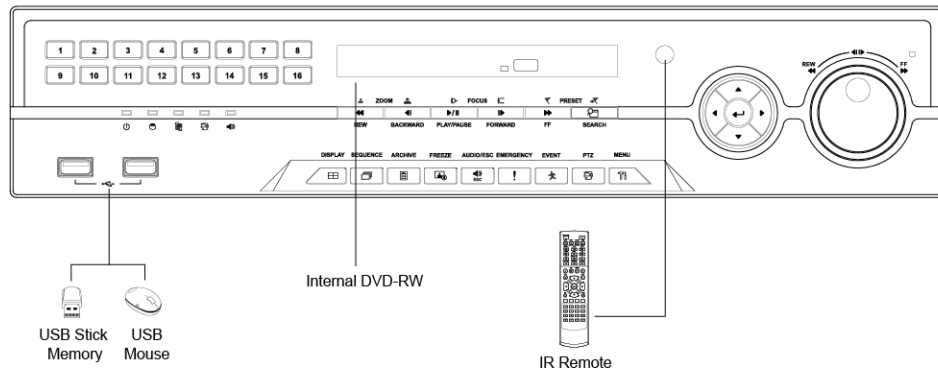 1 2 3 4 5 6 7 8
9 10 11 12 13 14 15 16
ZOOM FOCUS PRESET
REW BACKWARD PLAY/PAUSE FORWARD FF SEARCH
REW FF
DISPLAY SEQUENCE ARCHIVE FREEZE AUDIO/ESC EMERGENCY EVENT PTZ MENU
ESC
Internal DVD-RW
USB Stick
Memory
USB
Mouse
IR Remote